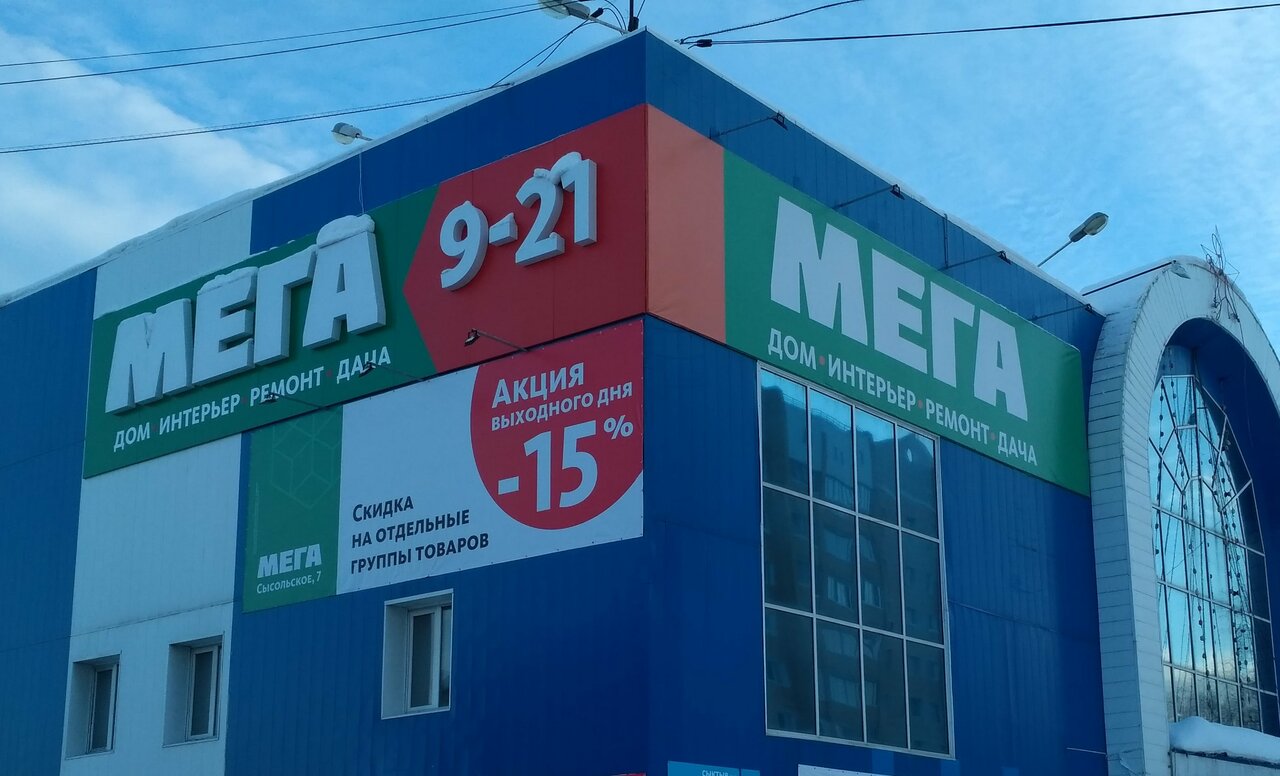 МЕГА
ДОМ ИНТЕРЬЕР РЕМОНТ ДАЧА
9-21
АКЦИЯ
ВЫХОДНОГО ДНЯ
-15%
СКИДКА
НА ОТДЕЛЬНЫЕ
ГРУППЫ ТОВАРОВ
МЕГА
Сысольское, 7
МЕГА
ДОМ•ИНТЕРЬЕР•РЕМОНТ•ДАЧА